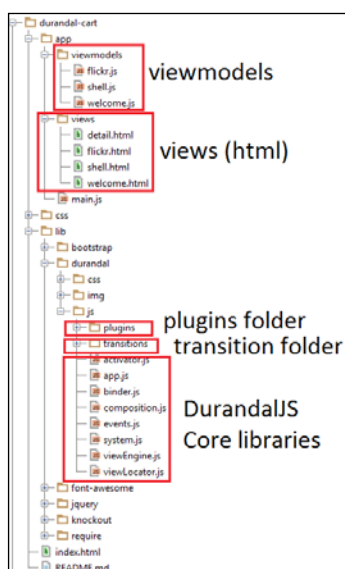 durandal-cart
app
viewmodels
flickr.js
shell.js
welcome.js
viewmodels
views
detail.html
flickr.html
shell.html
welcome.html
views (html)
main.js
css
lib
bootstrap
durandal
css
img
js
plugins
plugins folder
transitions
transition folder
activator.js
app.js
binder.js
composition.js
events.js
system.js
viewEngine.js
viewLocator.js
DurandalJS
Core libraries
font-awesome
jquery
knockout
require
index.html
README.md